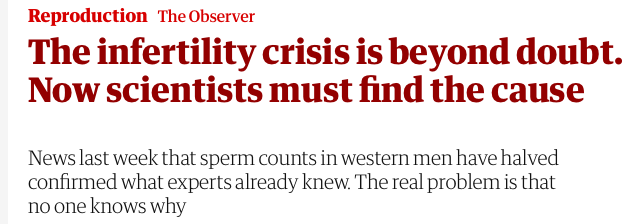 Reproduction The Observer
The infertility crisis is beyond doubt.
Now scientists must find the cause
News last week that sperm counts in western men have halved
confirmed what experts already knew. The real problem is that
no one knows why